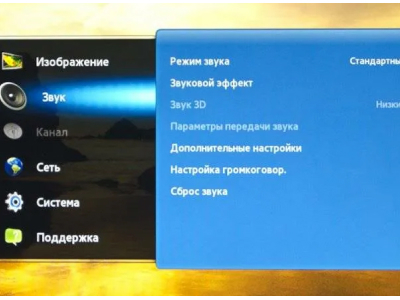 Изображение
Звук
Канал
Сеть
Система
Поддержка
Режим звука Стандартны
Звуковой эффект
Звук 3D Низки
Параметры передачи звука
Дополнительные настройки
Настройка громкоговор.
Сброс звука